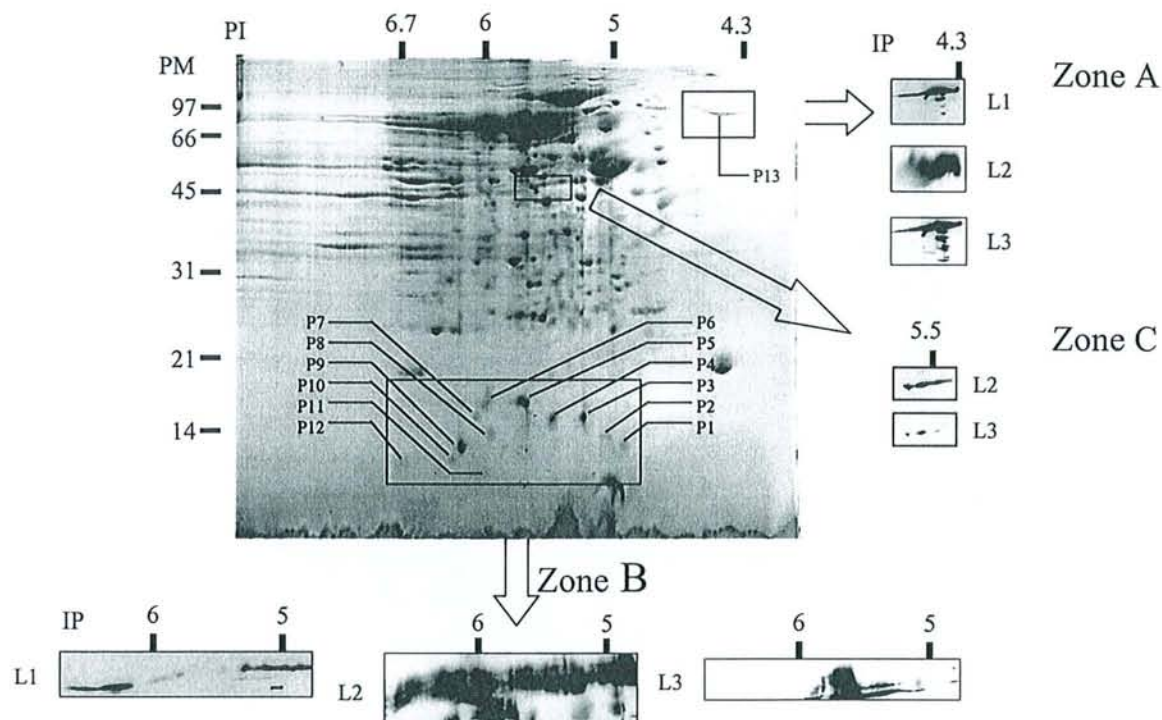 PI 6.7 6 5 4.3
PM
97
66
45
31
21
14
P13
P7
P8
P9
P10
P11
P12
P6
P5
P4
P3
P2
P1
IP 4.3
Zone A
L1
L2
L3
Zone C
5.5
L2
L3
Zone B
IP 6 5
L1
6 5
L2
6 5
L3